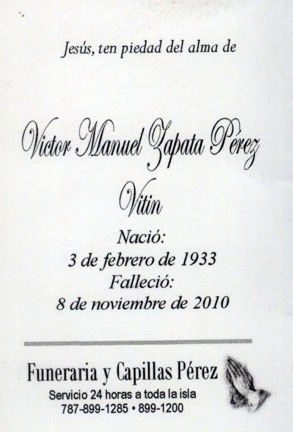 Jesús, ten piedad del alma de
Victor Manuel Zapata Pérez
Vitin
Nació:
3 de febrero de 1933
Falleció:
8 de noviembre de 2010
Funeraria y Capillas Pérez
Servicio 24 horas a toda la isla
787-899-1285 • 899-1200